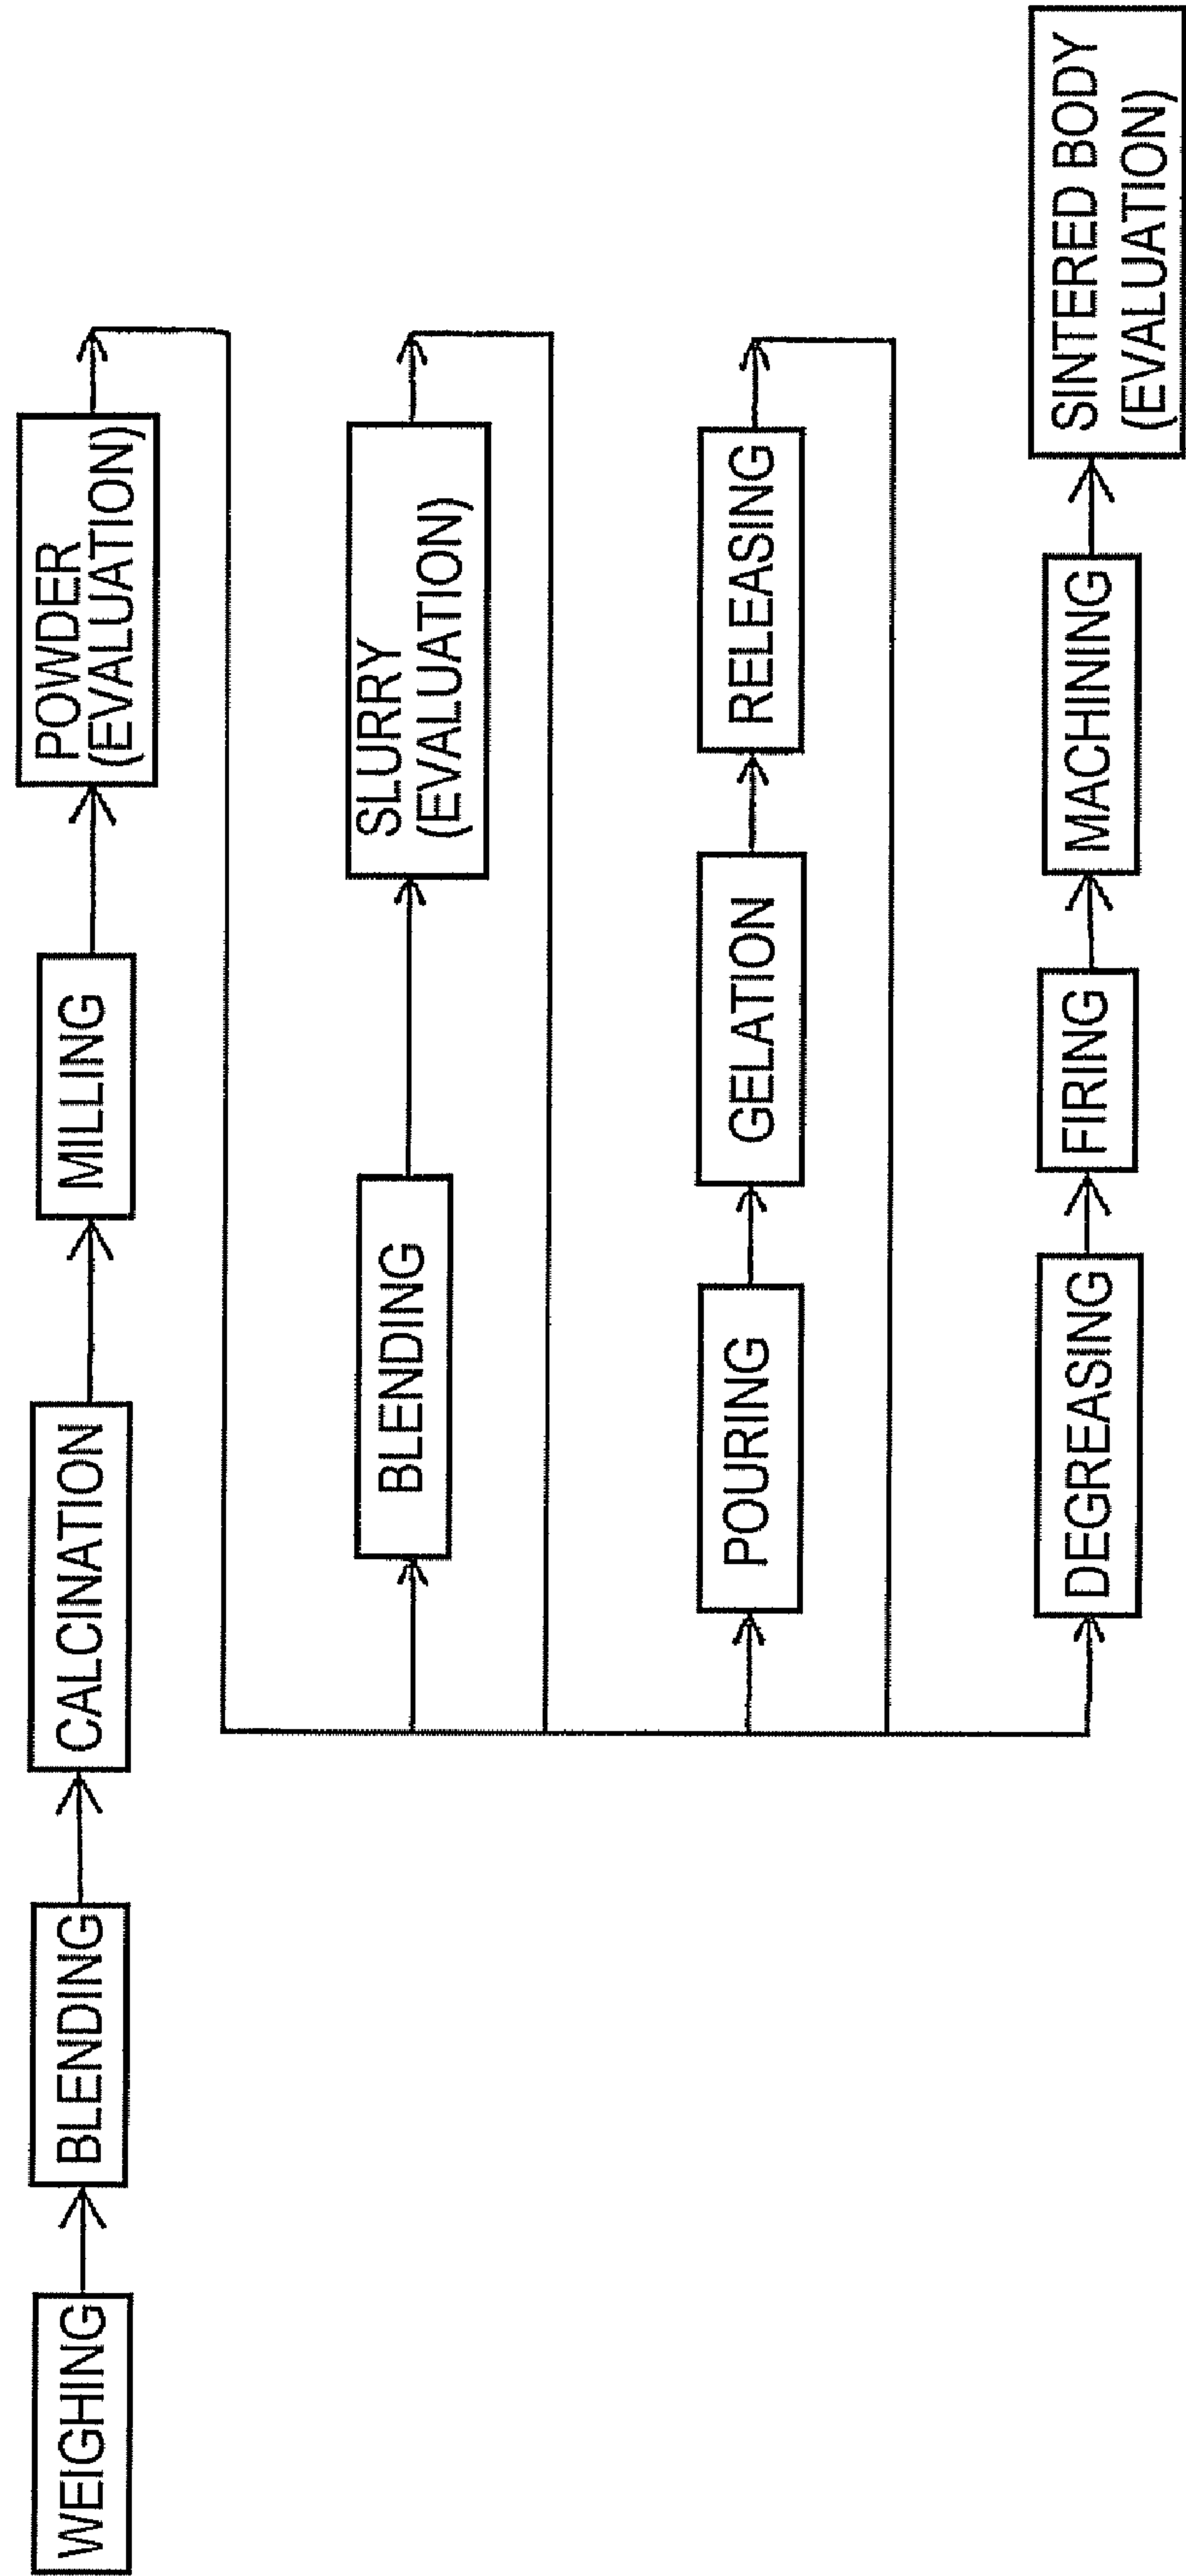 WEIGHING
BLENDING
CALCINATION
MILLING
POWDER
(EVALUATION)
BLENDING
SLURRY
(EVALUATION)
POURING
GELATION
RELEASING
DEGREASING
FIRING
MACHINING
SINTERED BODY
(EVALUATION)